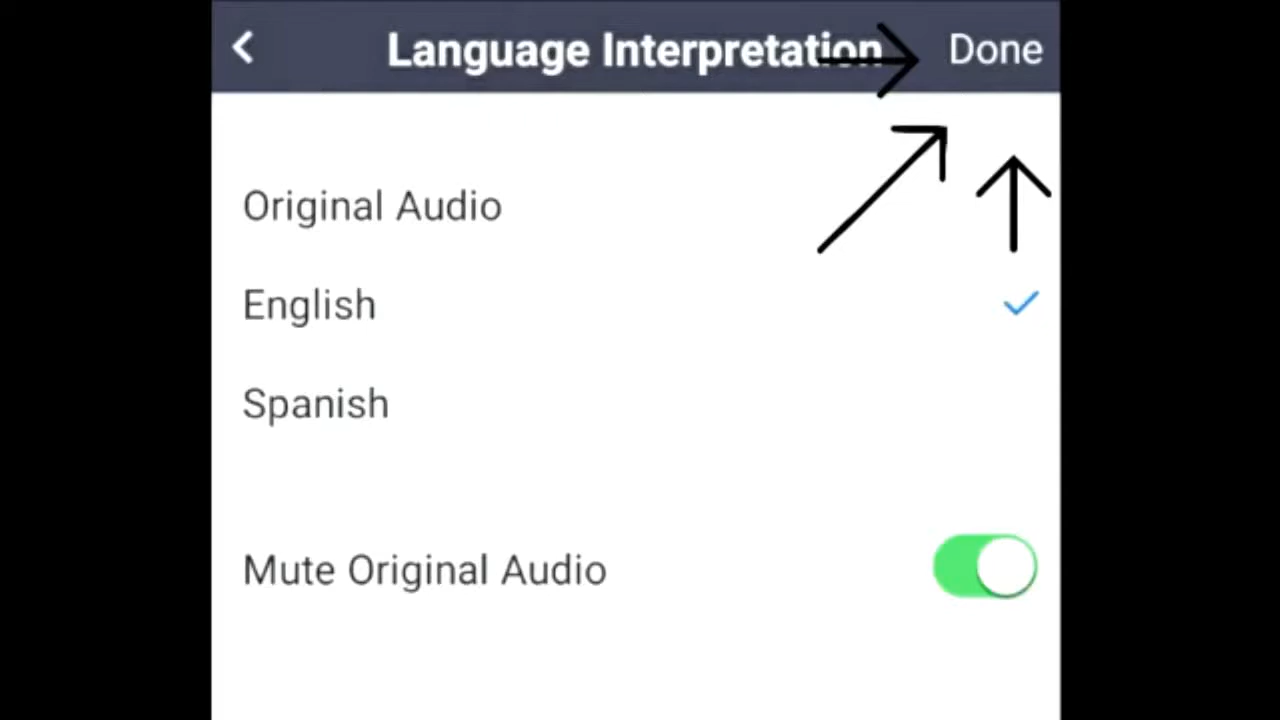 Language Interpretation Done
Original Audio
English
Spanish
Mute Original Audio